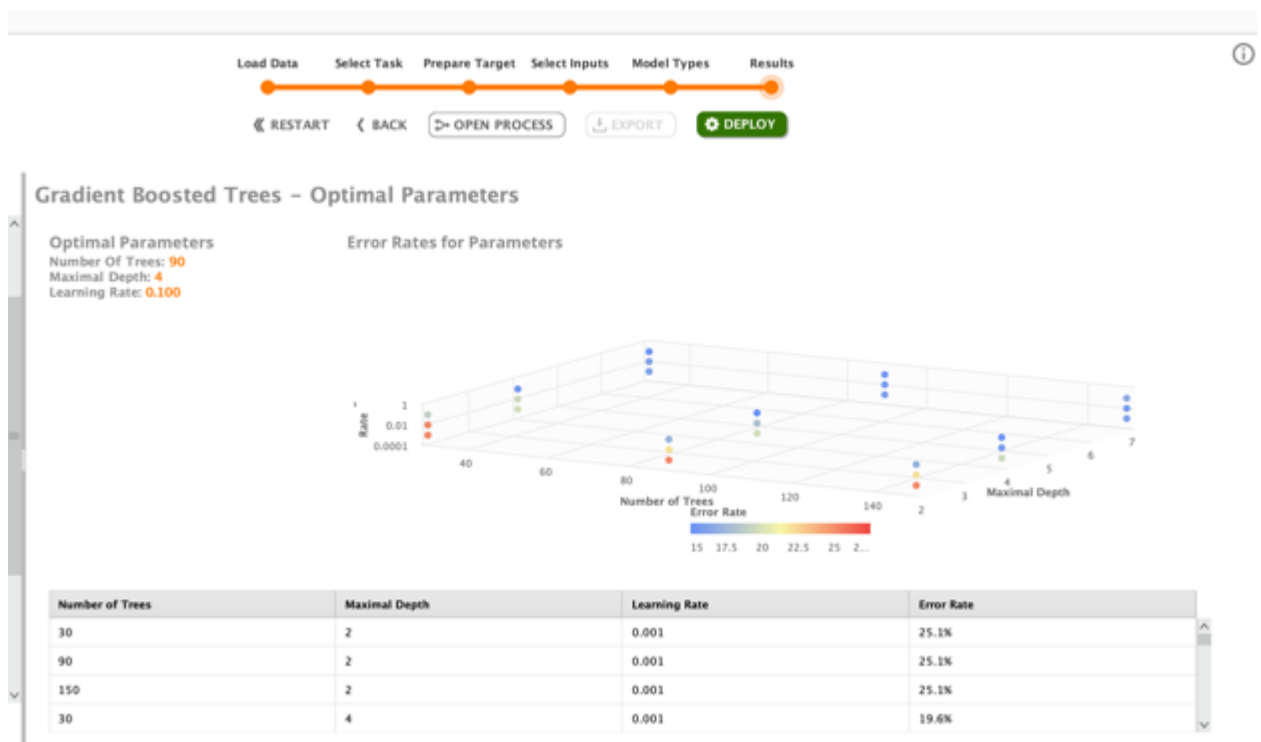 Load Data Select Task Prepare Target Select Inputs Model Types Results
RESTART BACK OPEN PROCESS EXPORT DEPLOY
Gradient Boosted Trees – Optimal Parameters
Optimal Parameters
Number Of Trees: 90
Maximal Depth: 4
Learning Rate: 0.100
Error Rates for Parameters
1
0.01
0.0001
Rate
40 60 80 100 120 140
Number of Trees
2 3 4 5 6 7
Maximal Depth
Error Rate
15 17.5 20 22.5 25 2...
Number of Trees Maximal Depth Learning Rate Error Rate
30 2 0.001 25.1%
90 2 0.001 25.1%
150 2 0.001 25.1%
30 4 0.001 19.6%